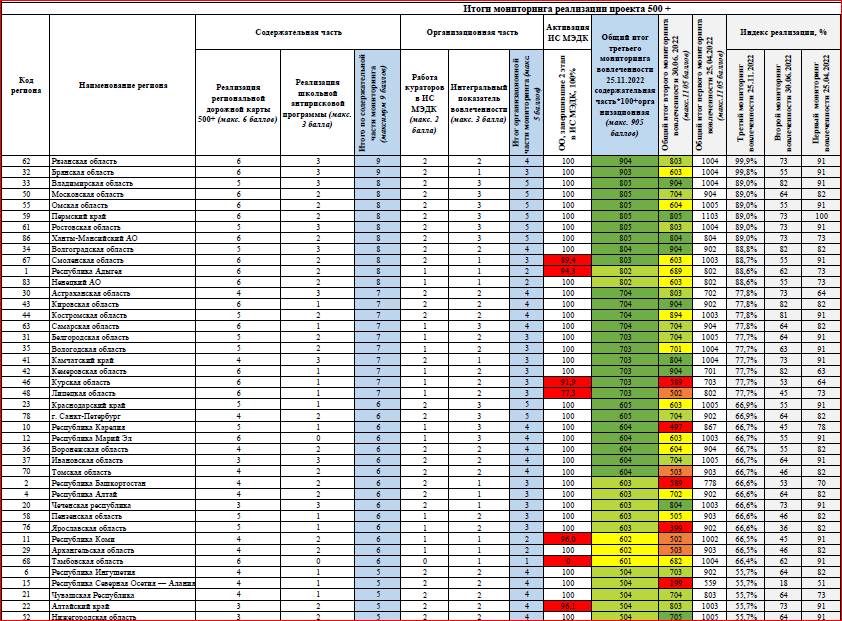 Итоги мониторинга реализации проекта 500 +
Код региона
Наименование региона
Содержательная часть
Организационная часть
Активация ИС МЭДК
Общий итог третьего мониторинга вовлеченности 25.11.2022 содержательная часть*100+организационная (макс. 905 баллов)
Общий итог второго мониторинга вовлеченности 30.06.2022 (макс.1105 баллов)
Общий итог первого мониторинга вовлеченности 25.04.2022 (макс.1105 баллов)
Индекс реализации, %
Реализация региональной дорожной карты 500+ (макс. 6 баллов)
Реализация школьной антирисковой программы (макс. 3 балла)
Итого по содержательной части мониторинга (максимум 9 баллов)
Работа кураторов в ИС МЭДК (макс. 2 балла)
Интегральный показатель вовлеченности (макс. 3 балла)
Итог организационной части мониторинга (макс 5 баллов)
ОО, завершившие 2 этап в ИС МЭДК, 100%
Третий мониторинг вовлеченности 25.11.2022
Второй мониторинг вовлеченности 30.06.2022
Первый мониторинг вовлеченности 25.04.2022
62 Рязанская область 6 3 9 2 2 4 100 904 803 1004 99,9% 73 91
32 Брянская область 6 3 9 2 1 3 100 903 603 1004 99,8% 55 91
33 Владимирская область 5 3 8 2 3 5 100 805 904 1004 89,0% 82 91
50 Московская область 6 2 8 2 3 5 100 805 704 904 89,0% 64 82
55 Омская область 6 2 8 2 3 5 100 805 604 1005 89,0% 55 91
59 Пермский край 6 2 8 2 3 5 100 805 805 1103 89,0% 73 100
61 Ростовская область 5 3 8 2 3 5 100 805 803 1004 89,0% 73 91
86 Ханты-Мансийский АО 6 2 8 2 3 5 100 805 804 804 89,0% 73 73
34 Волгоградская область 5 3 8 2 2 4 100 804 904 902 88,8% 82 82
67 Смоленская область 6 2 8 2 1 3 89,4 803 603 1003 88,7% 55 91
1 Республика Адыгея 6 2 8 1 1 2 94,3 802 689 802 88,6% 62 73
83 Ненецкий АО 6 2 8 1 1 2 100 802 603 802 88,6% 55 73
30 Астраханская область 4 3 7 2 2 4 100 704 803 702 77,8% 73 64
43 Кировская область 6 1 7 2 2 4 100 704 904 902 77,8% 82 82
44 Костромская область 5 2 7 2 2 4 100 704 894 1003 77,8% 81 91
63 Самарская область 6 1 7 1 3 4 100 704 704 904 77,8% 64 82
31 Белгородская область 5 2 7 1 2 3 100 703 704 1005 77,7% 64 91
35 Вологодская область 5 2 7 1 2 3 100 703 701 1004 77,7% 63 91
41 Камчатский край 4 3 7 1 2 3 100 703 804 1004 77,7% 73 91
42 Кемеровская область 6 1 7 1 2 3 100 703 904 701 77,7% 82 63
46 Курская область 6 1 7 1 2 3 91,9 703 589 703 77,7% 53 64
48 Липецкая область 6 1 7 1 2 3 77,3 703 502 802 77,7% 45 73
23 Краснодарский край 5 1 6 2 3 5 100 605 603 1005 66,9% 55 91
78 г. Санкт-Петербург 4 2 6 2 3 5 100 605 704 902 66,9% 64 82
10 Республика Карелия 5 1 6 1 3 4 100 604 497 867 66,7% 45 78
12 Республика Марий Эл 6 0 6 1 3 4 100 604 603 1003 66,7% 55 91
36 Воронежская область 4 2 6 2 2 4 100 604 604 904 66,7% 55 82
37 Ивановская область 3 3 6 2 2 4 100 604 704 1005 66,7% 64 91
70 Томская область 4 2 6 2 2 4 100 604 503 903 66,7% 46 82
2 Республика Башкортостан 4 2 6 2 1 3 100 603 589 778 66,6% 53 70
4 Республика Алтай 4 2 6 2 1 3 100 603 702 902 66,6% 64 82
20 Чеченская республика 3 3 6 2 1 3 100 603 804 1003 66,6% 73 91
58 Пензенская область 5 1 6 2 1 3 100 603 505 903 66,6% 46 82
76 Ярославская область 5 1 6 1 2 3 100 603 399 902 66,6% 36 82
11 Республика Коми 4 2 6 1 1 2 96,0 602 502 1002 66,5% 45 91
29 Архангельская область 4 2 6 1 1 2 100 602 503 903 66,5% 46 82
68 Тамбовская область 6 0 6 0 1 1 0 601 682 1004 66,4% 62 91
6 Республика Ингушетия 4 1 5 2 2 4 100 504 703 902 55,7% 64 82
15 Республика Северная Осетия — Алания 4 1 5 2 2 4 100 504 199 559 55,7% 18 51
21 Чувашская Республика 4 1 5 2 2 4 100 504 704 803 55,7% 64 73
22 Алтайский край 3 2 5 2 2 4 96,1 504 803 1003 55,7% 73 91
52 Нижегородская область 3 2 5 2 2 4 100 504 705 1005 55,7% 64 91